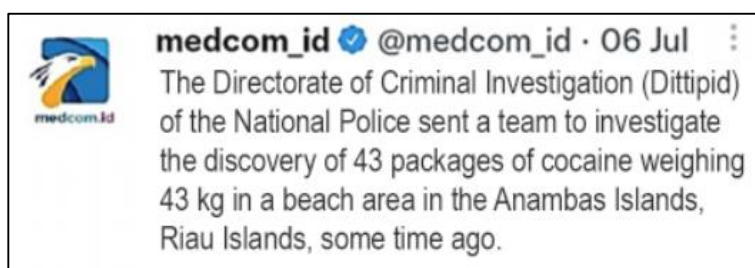 medcom_id @medcom_id · 06 Jul
The Directorate of Criminal Investigation (Dittipid)
of the National Police sent a team to investigate
the discovery of 43 packages of cocaine weighing
43 kg in a beach area in the Anambas Islands,
Riau Islands, some time ago.
medcom.id